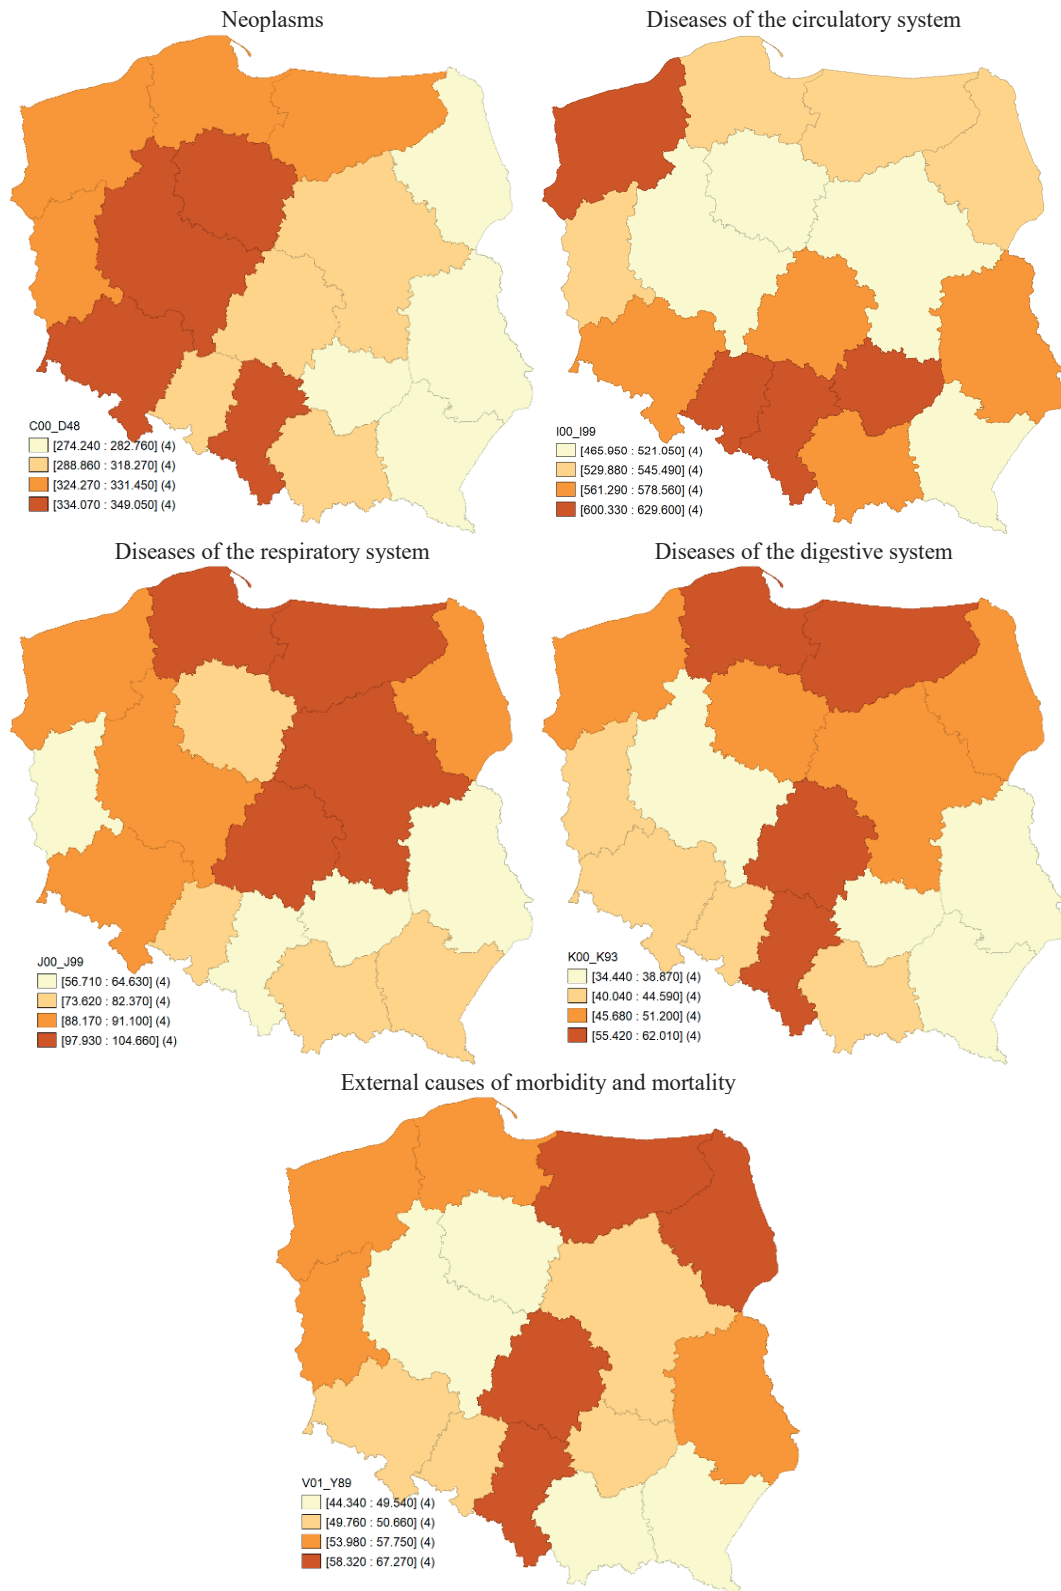 Neoplasms
Diseases of the circulatory system
C00_D48
[274.240 : 282.760] (4)
[288.860 : 318.270] (4)
[324.270 : 331.450] (4)
[334.070 : 349.050] (4)
I00_I99
[465.950 : 521.050] (4)
[529.880 : 545.490] (4)
[561.290 : 578.560] (4)
[600.330 : 629.600] (4)
Diseases of the respiratory system
Diseases of the digestive system
J00_J99
[56.710 : 64.630] (4)
[73.620 : 82.370] (4)
[88.170 : 91.100] (4)
[97.930 : 104.660] (4)
K00_K93
[34.440 : 38.870] (4)
[40.040 : 44.590] (4)
[45.680 : 51.200] (4)
[55.420 : 62.010] (4)
External causes of morbidity and mortality
V01_Y89
[44.340 : 49.540] (4)
[49.760 : 50.660] (4)
[53.980 : 57.750] (4)
[58.320 : 67.270] (4)